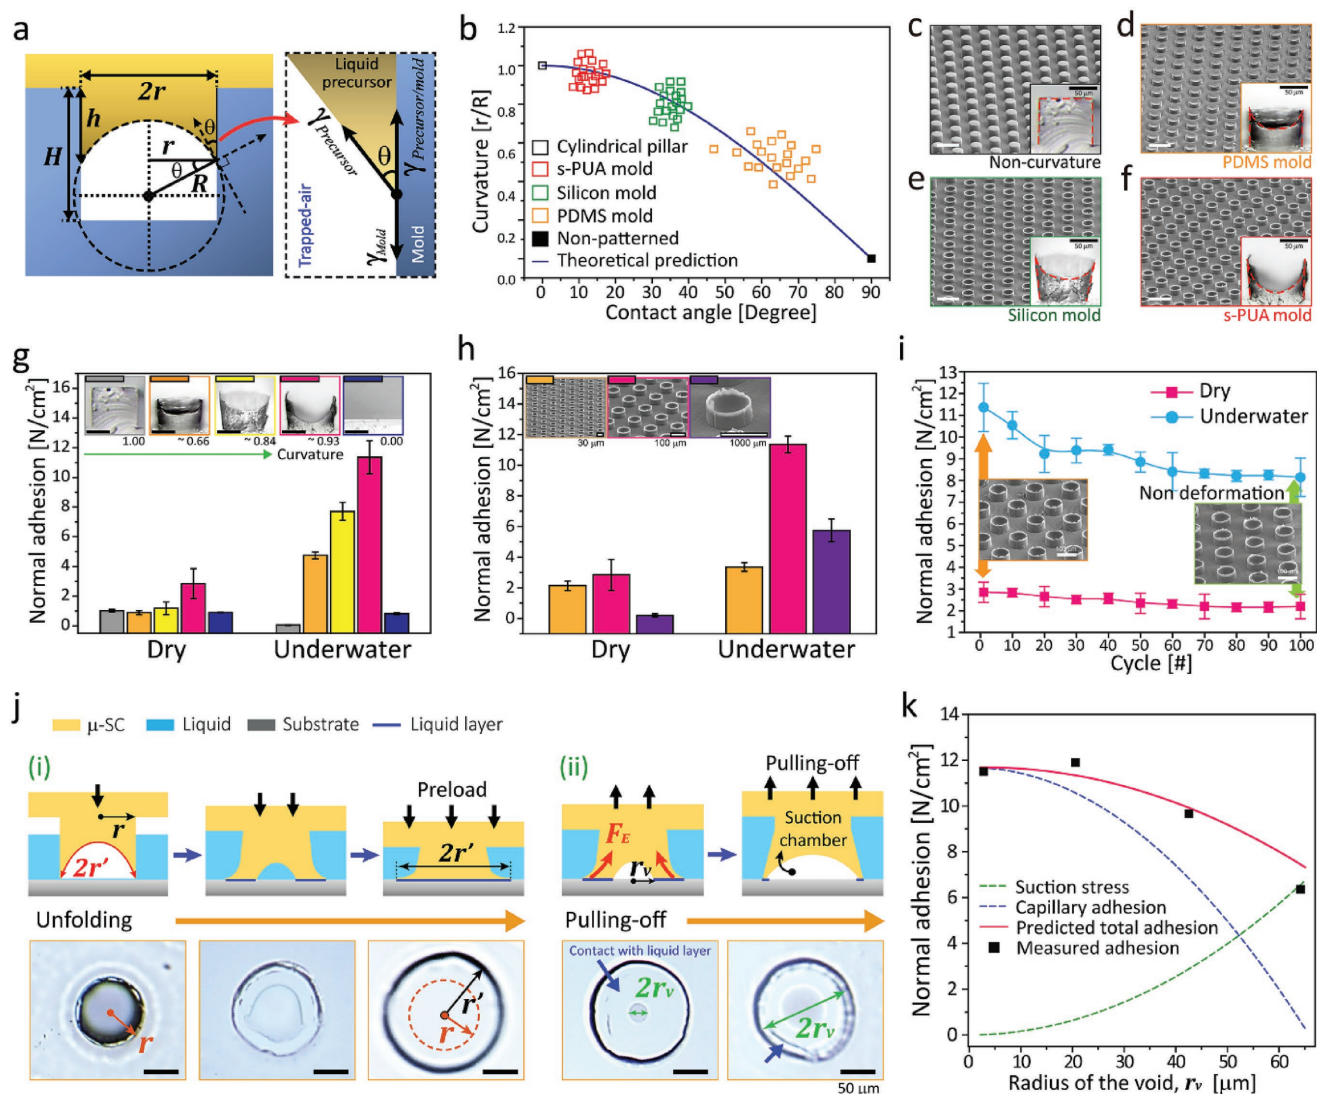 a
Liquid
precursor
2r
h
H
θ
r
θ
R
γPrecursor
θ
γPrecursor/mold
Trapped-air
γMold
Mold
b
Curvature [r/R]
1.2
1.0
0.8
0.6
0.4
0.2
0.0
Cylindrical pillar
s-PUA mold
Silicon mold
PDMS mold
Non-patterned
Theoretical prediction
0 10 20 30 40 50 60 70 80 90
Contact angle [Degree]
c
50 μm
Non-curvature
d
50 μm
PDMS mold
e
50 μm
Silicon mold
f
50 μm
s-PUA mold
g
Normal adhesion [N/cm²]
16
14
12
10
8
6
4
2
0
1.00 ~ 0.66 ~ 0.84 ~ 0.93 0.00
Curvature
Dry Underwater
h
Normal adhesion [N/cm²]
16
14
12
10
8
6
4
2
0
30 μm 100 μm 1000 μm
Dry Underwater
i
Normal adhesion [N/cm²]
13
12
11
10
9
8
7
6
5
4
3
2
1
Dry
Underwater
Non deformation
0 10 20 30 40 50 60 70 80 90 100
Cycle [#]
j
μ-SC Liquid Substrate Liquid layer
(i)
r
2r'
Preload
2r'
Unfolding
r
r'
r
(ii)
FE
rv
Pulling-off
Suction
chamber
Pulling-off
Contact with liquid layer
2rv
2rv
50 μm
k
Normal adhesion [N/cm²]
14
12
10
8
6
4
2
0
Suction stress
Capillary adhesion
Predicted total adhesion
Measured adhesion
0 10 20 30 40 50 60
Radius of the void, rv [μm]